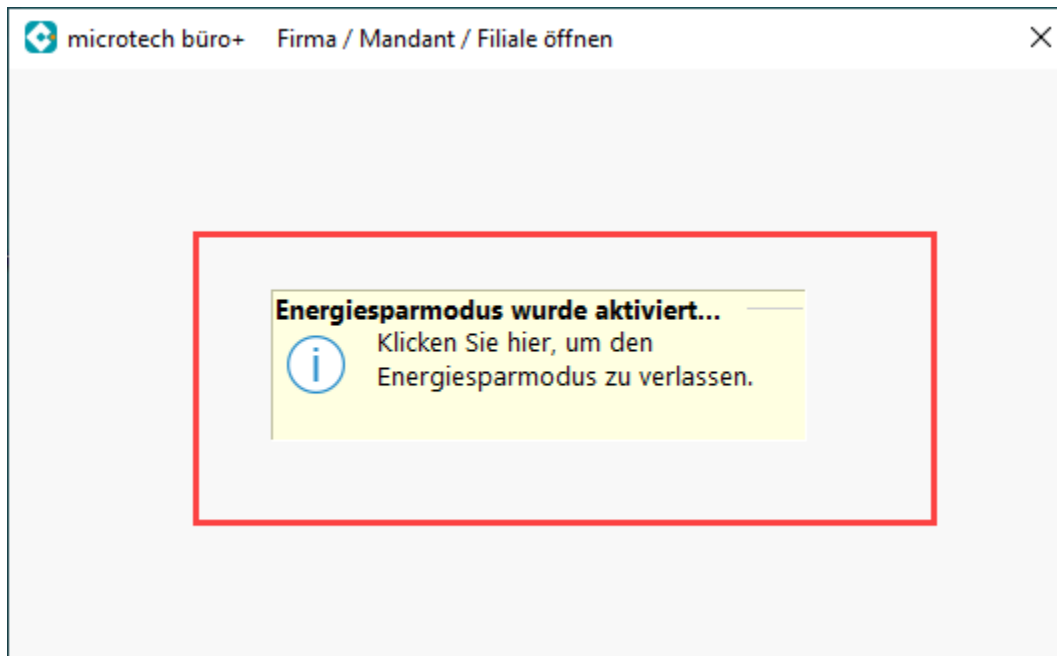 microtech büro+ Firma / Mandant / Filiale öffnen
Energiesparmodus wurde aktiviert...
Klicken Sie hier, um den
Energiesparmodus zu verlassen.